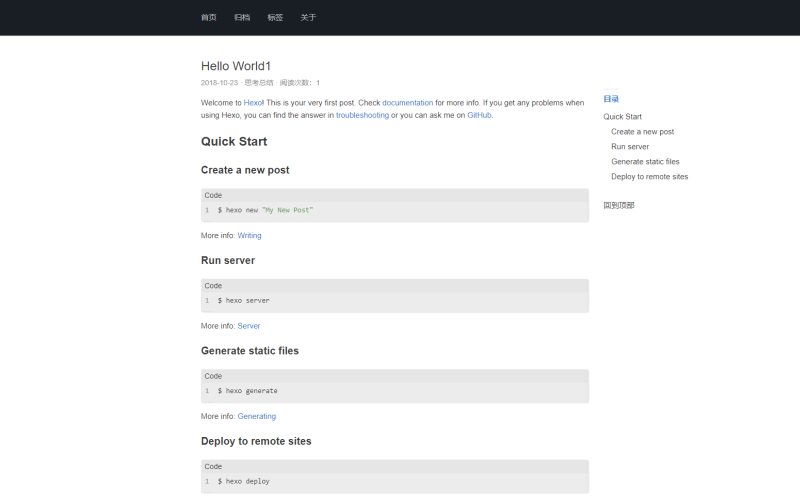 首页 归档 标签 关于
Hello World1
2018-10-23 · 思考总结 · 阅读次数：1
Welcome to Hexo! This is your very first post. Check documentation for more info. If you get any problems when
using Hexo, you can find the answer in troubleshooting or you can ask me on GitHub.
Quick Start
Create a new post
Code
1 $ hexo new "My New Post"
More info: Writing
Run server
Code
1 $ hexo server
More info: Server
Generate static files
Code
1 $ hexo generate
More info: Generating
Deploy to remote sites
Code
1 $ hexo deploy
目录
Quick Start
Create a new post
Run server
Generate static files
Deploy to remote sites
回到顶部